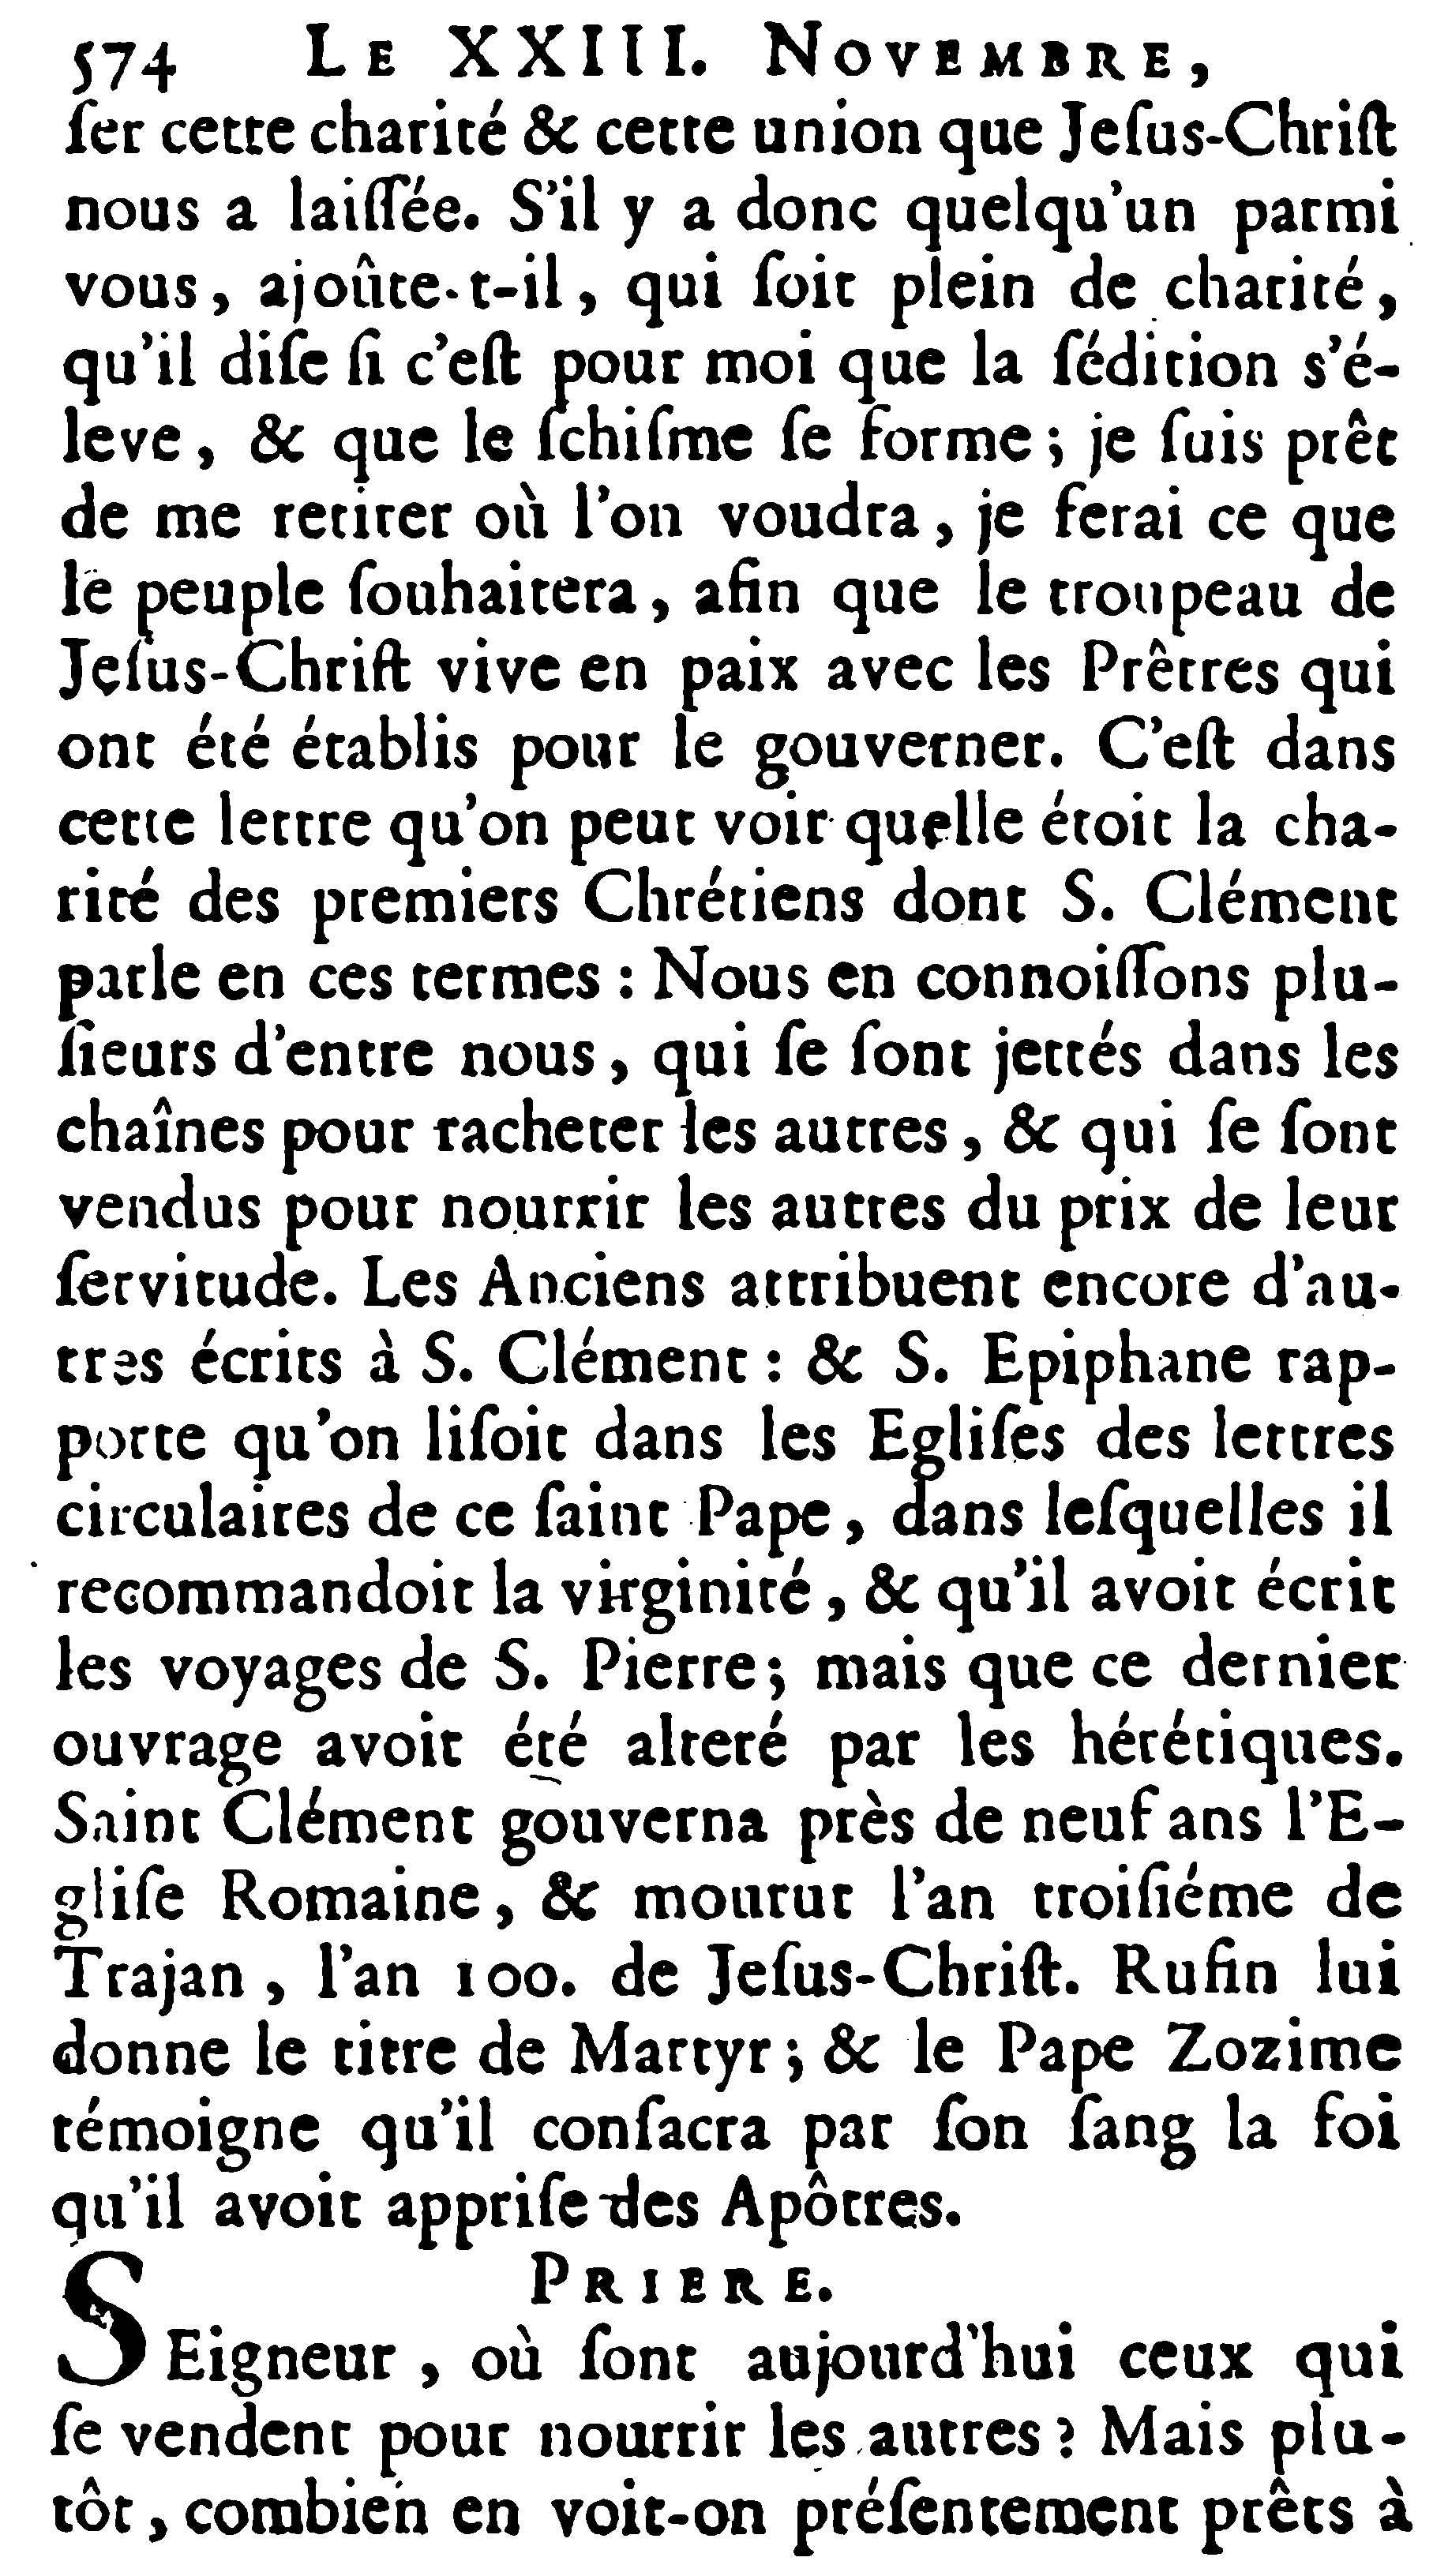 574 LE XXIII. NOVEMBRE,
ſer cette charité & cette union que Jeſus-Chriſt
nous a laiſſée. S'il y a donc quelqu'un parmi
vous, ajoûte-t-il, qui ſoit plein de charité,
qu'il diſe ſi c'eſt pour moi que la ſédition s'é-
leve, & que le ſchiſme ſe forme; je ſuis prêt
de me retirer où l'on voudra, je ferai ce que
le peuple ſouhaitera, afin que le troupeau de
Jeſus-Chriſt vive en paix avec les Prêtres qui
ont été établis pour le gouverner. C'eſt dans
cette lettre qu'on peut voir quelle étoit la cha-
rité des premiers Chrétiens dont S. Clément
parle en ces termes : Nous en connoiſſons plu-
ſieurs d'entre nous, qui ſe ſont jettés dans les
chaînes pour racheter les autres, & qui ſe ſont
vendus pour nourrir les autres du prix de leur
ſervitude. Les Anciens attribuent encore d'au-
tres écrits à S. Clément : & S. Epiphane rap-
porte qu'on liſoit dans les Egliſes des lettres
circulaires de ce ſaint Pape, dans leſquelles il
recommandoit la virginité, & qu'il avoit écrit
les voyages de S. Pierre; mais que ce dernier
ouvrage avoit été alteré par les hérétiques.
Saint Clément gouverna près de neuf ans l'E-
gliſe Romaine, & mourut l'an troiſiéme de
Trajan, l'an 100. de Jeſus-Chriſt. Rufin lui
donne le titre de Martyr; & le Pape Zozime
témoigne qu'il conſacra par ſon ſang la foi
qu'il avoit appriſe des Apôtres.
PRIERE.
SEigneur, où ſont aujourd'hui ceux qui
ſe vendent pour nourrir les autres? Mais plu-
tôt, combien en voit-on préſentement prêts à